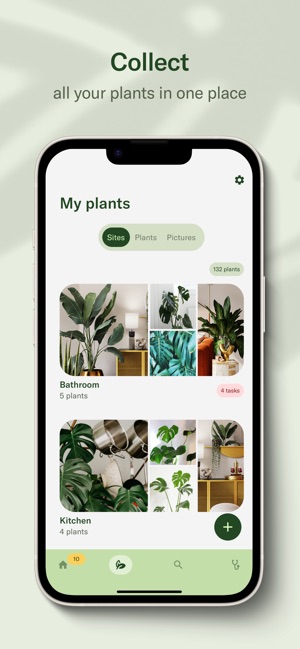 Collect
all your plants in one place
My plants
Sites Plants Pictures
132 plants
Bathroom
5 plants
4 tasks
Kitchen
4 plants
10